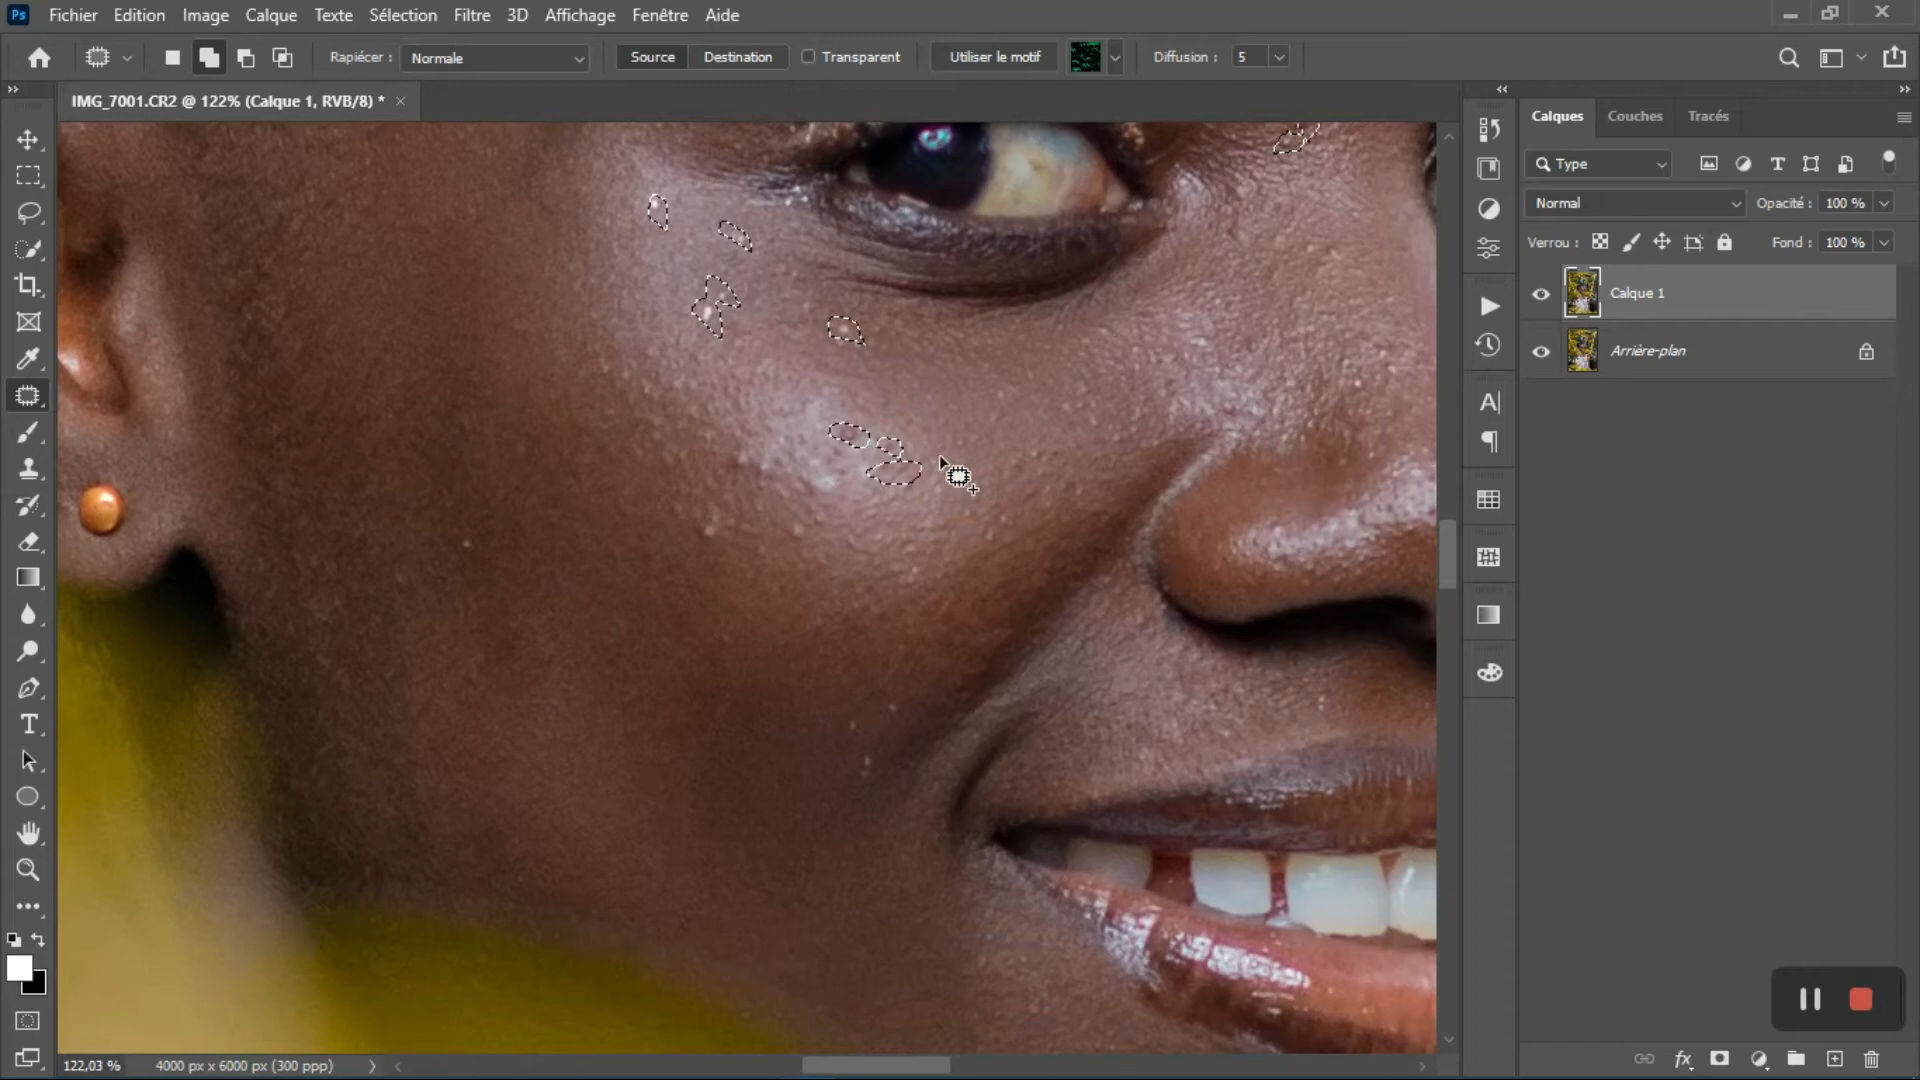 Ps Fichier Edition Image Calque Texte Sélection Filtre 3D Affichage Fenêtre Aide
Rapiécer : Normale Source Destination Transparent Utiliser le motif Diffusion : 5
IMG_7001.CR2 @ 122% (Calque 1, RVB/8) *
Calques Couches Tracés
Type
Normal Opacité : 100 %
Verrou : Fond : 100 %
Calque 1
Arrière-plan
122,03 % 4000 px x 6000 px (300 ppp)